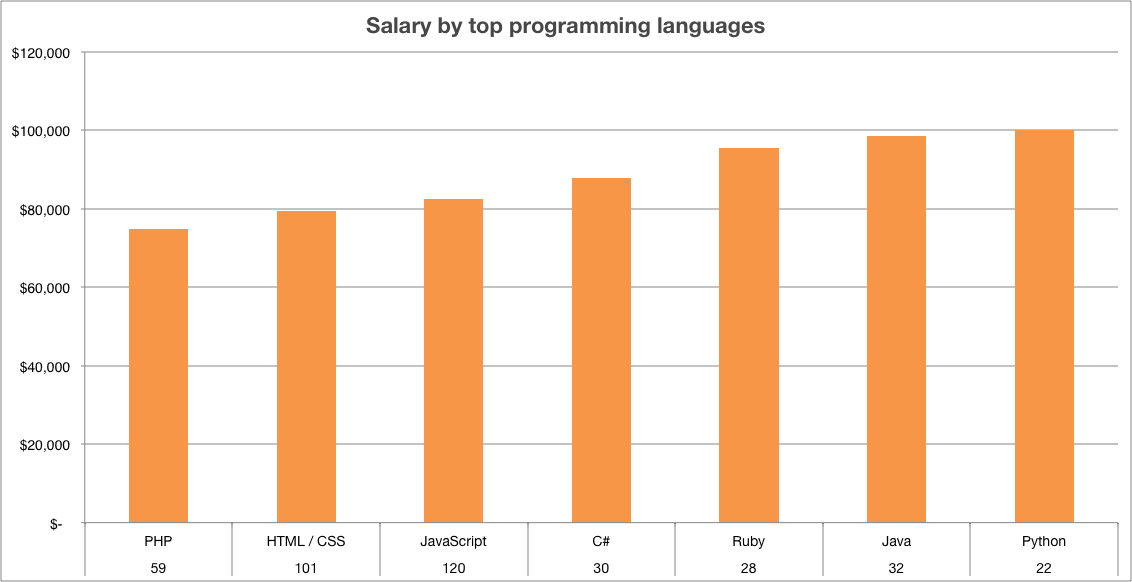 Salary by top programming languages
$120,000
$100,000
$80,000
$60,000
$40,000
$20,000
$-
PHP HTML / CSS JavaScript C# Ruby Java Python
59 101 120 30 28 32 22